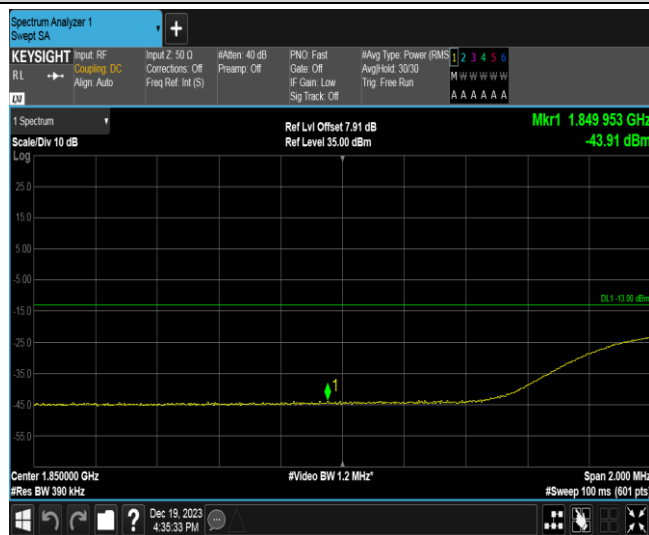 Spectrum Analyzer 1
Swept SA
+
KEYSIGHT
RL
Input: RF
Coupling: DC
Align: Auto
Input Z: 50 Ω
Corrections: Off
Freq Ref: Int (S)
#Atten: 40 dB
Preamp: Off
PNO: Fast
Gate: Off
IF Gain: Low
Sig Track: Off
#Avg Type: Power (RMS
Avg|Hold: 30/30
Trig: Free Run
1 2 3 4 5 6
M W W W W W
A A A A A A
LXI
1 Spectrum
Scale/Div 10 dB
Ref Lvl Offset 7.91 dB
Ref Level 35.00 dBm
Mkr1 1.849 953 GHz
-43.91 dBm
Log
25.0
15.0
5.00
-5.00
DL1 -13.00 dBm
-15.0
-25.0
-35.0
1
-45.0
-55.0
Center 1.850000 GHz
#Video BW 1.2 MHz*
Span 2.000 MHz
#Res BW 390 kHz
#Sweep 100 ms (601 pts)
?
Dec 19, 2023
4:35:33 PM